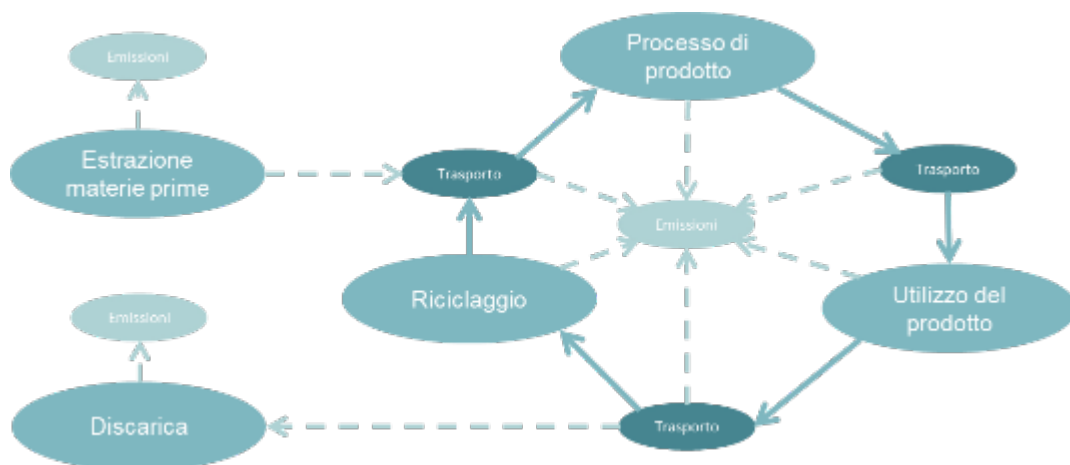 Emissioni
Processo di
prodotto
Estrazione
materie prime
Trasporto
Trasporto
Emissioni
Riciclaggio
Utilizzo del
prodotto
Emissioni
Discarica
Trasporto